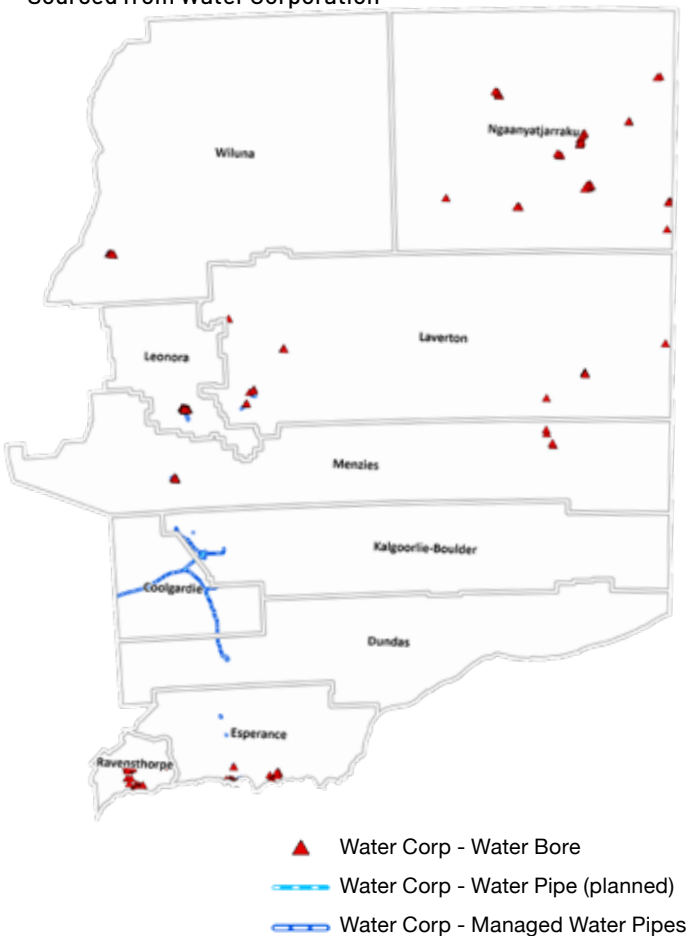 Sourced from Water Corporation
Ngaanyatjarraku
Wiluna
Laverton
Leonora
Menzies
Kalgoorlie-Boulder
Coolgardie
Dundas
Esperance
Ravensthorpe
Water Corp - Water Bore
Water Corp - Water Pipe (planned)
Water Corp - Managed Water Pipes